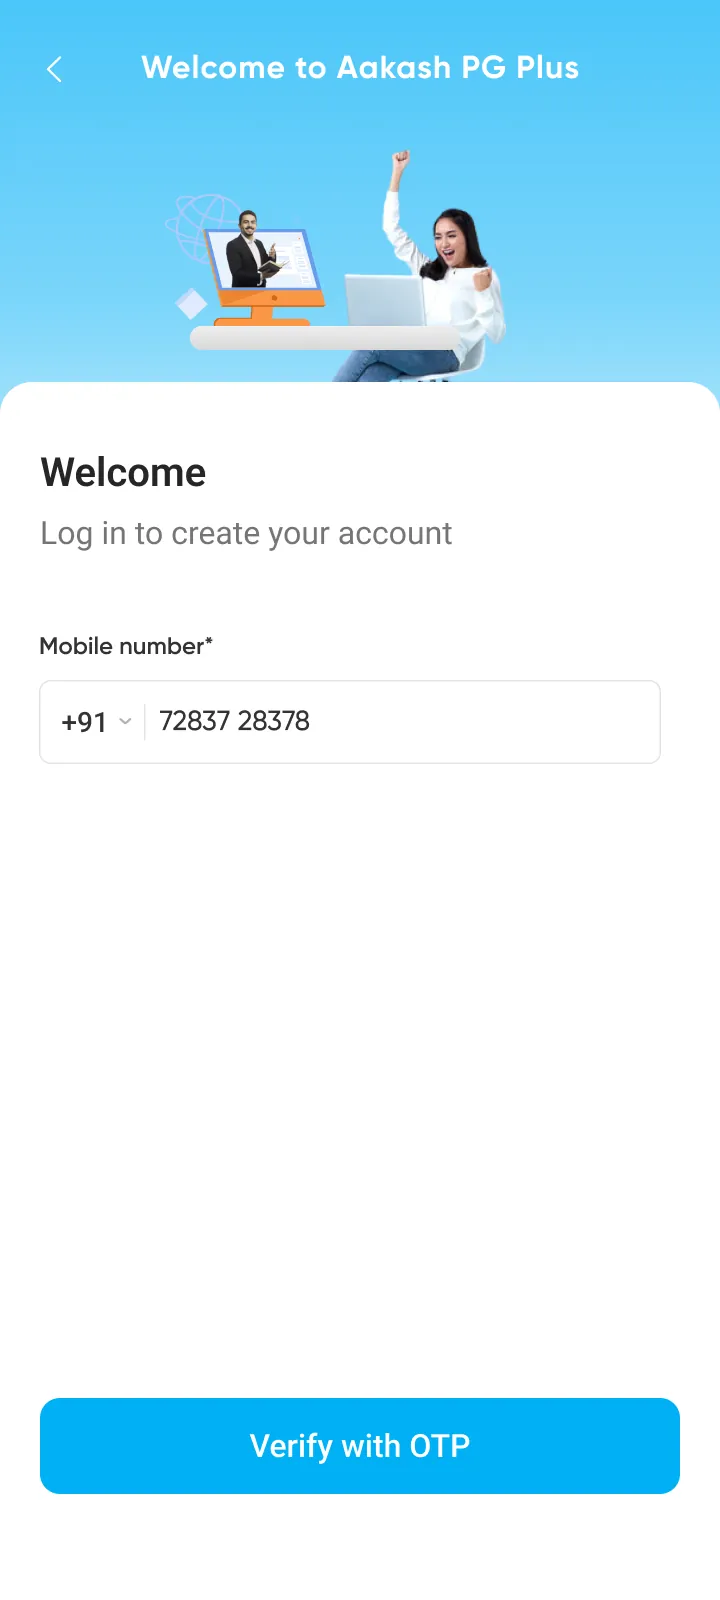 Welcome to Aakash PG Plus
Welcome
Log in to create your account
Mobile number*
+91 72837 28378
Verify with OTP